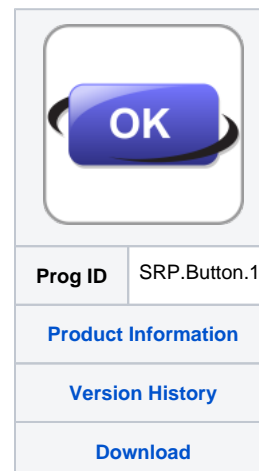 OK
Prog ID SRP.Button.1
Product Information
Version History
Download